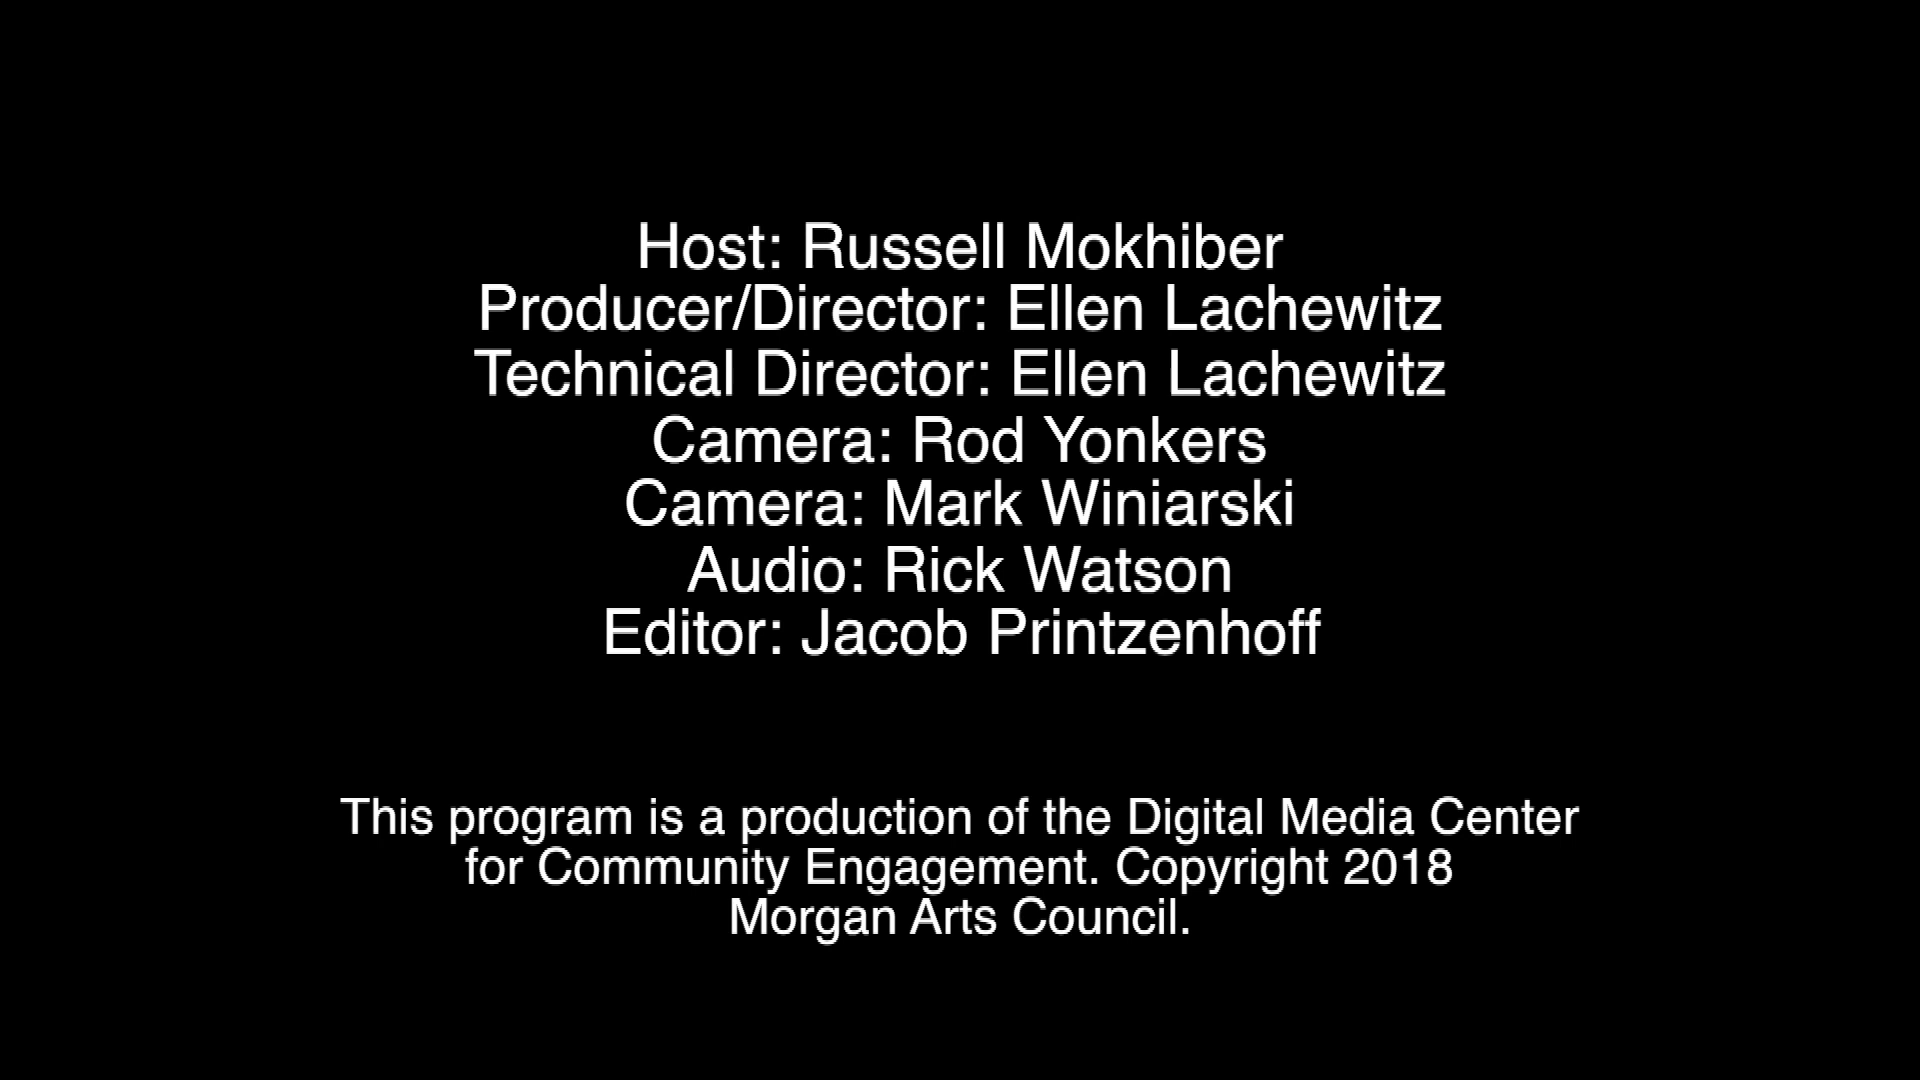 Host: Russell Mokhiber
Producer/Director: Ellen Lachewitz
Technical Director: Ellen Lachewitz
Camera: Rod Yonkers
Camera: Mark Winiarski
Audio: Rick Watson
Editor: Jacob Printzenhoff
This program is a production of the Digital Media Center
for Community Engagement. Copyright 2018
Morgan Arts Council.